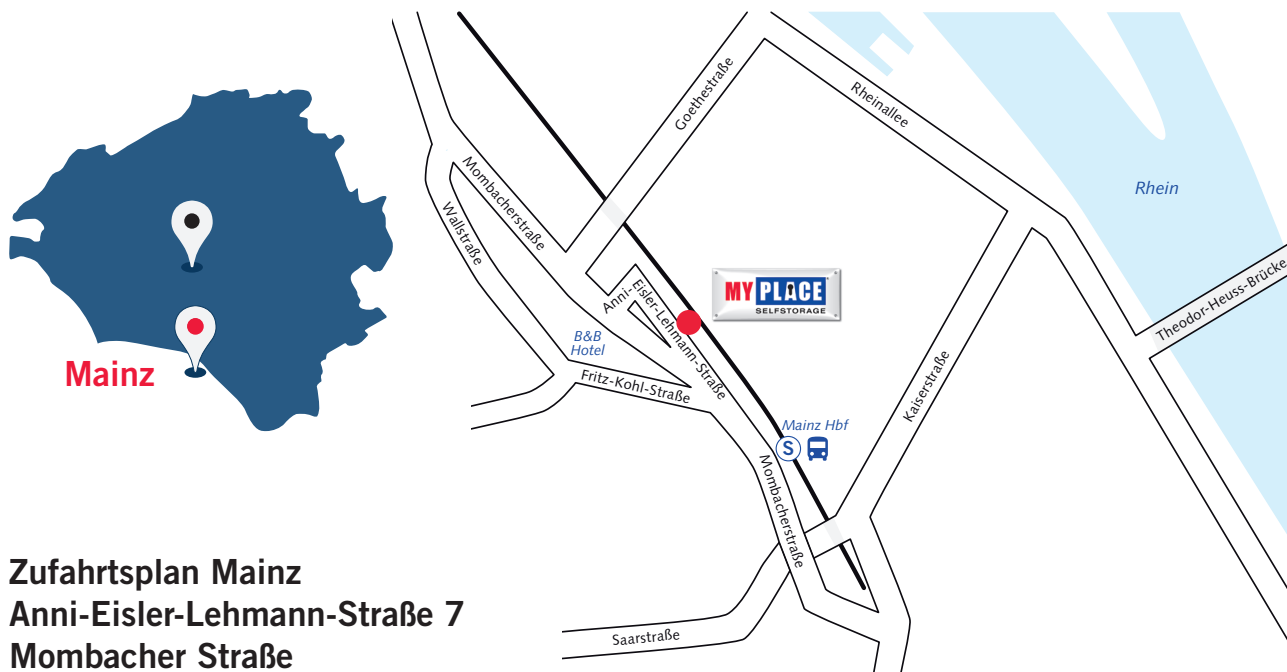 Goethestraße
Rheinallee
Rhein
Mombacherstraße
Wallstraße
Anni-Eisler-Lehmann-Straße
MY PLACE
SELFSTORAGE
Theodor-Heuss-Brücke
B&B
Hotel
Mainz
Fritz-Kohl-Straße
Kaiserstraße
Mainz Hbf
S
Mombacherstraße
Saarstraße
Zufahrtsplan Mainz
Anni-Eisler-Lehmann-Straße 7
Mombacher Straße